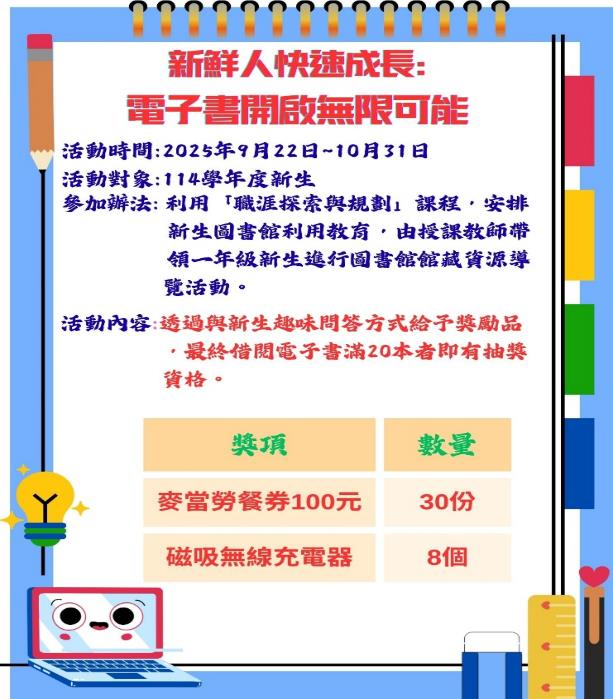 新鮮人快速成長:
電子書開啟無限可能
活動時間:2025年9月22日~10月31日
活動對象:114學年度新生
參加辦法: 利用「職涯探索與規劃」課程，安排
新生圖書館利用教育，由授課教師帶
領一年級新生進行圖書館館藏資源導
覽活動。
活動內容:透過與新生趣味問答方式給予獎勵品
，最終借閱電子書滿20本者即有抽獎
資格。
獎項 數量
麥當勞餐券100元 30份
磁吸無線充電器 8個